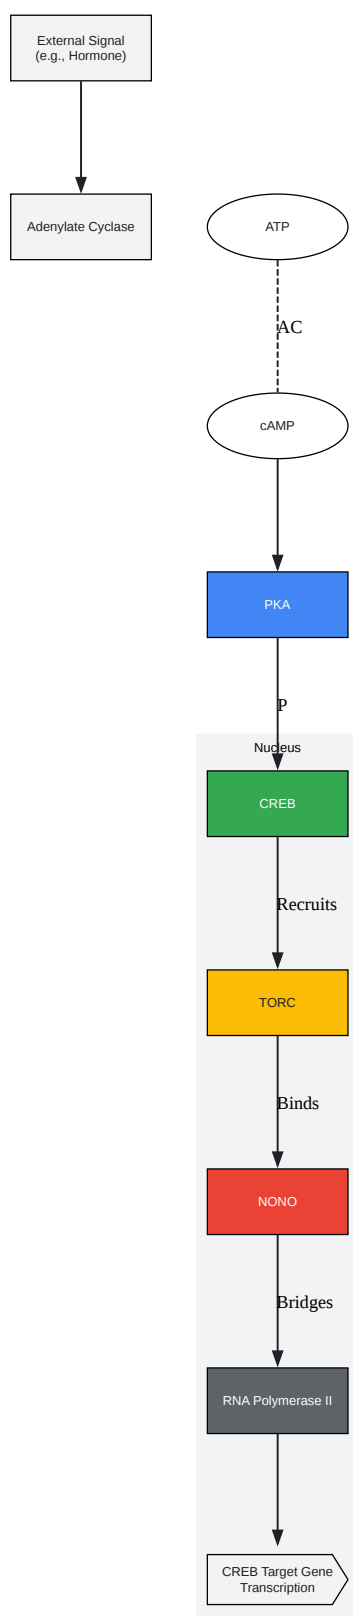 External Signal
(e.g., Hormone)
Adenylate Cyclase
ATP
AC
cAMP
PKA
P
Nucleus
CREB
Recruits
TORC
Binds
NONO
Bridges
RNA Polymerase II
CREB Target Gene
Transcription